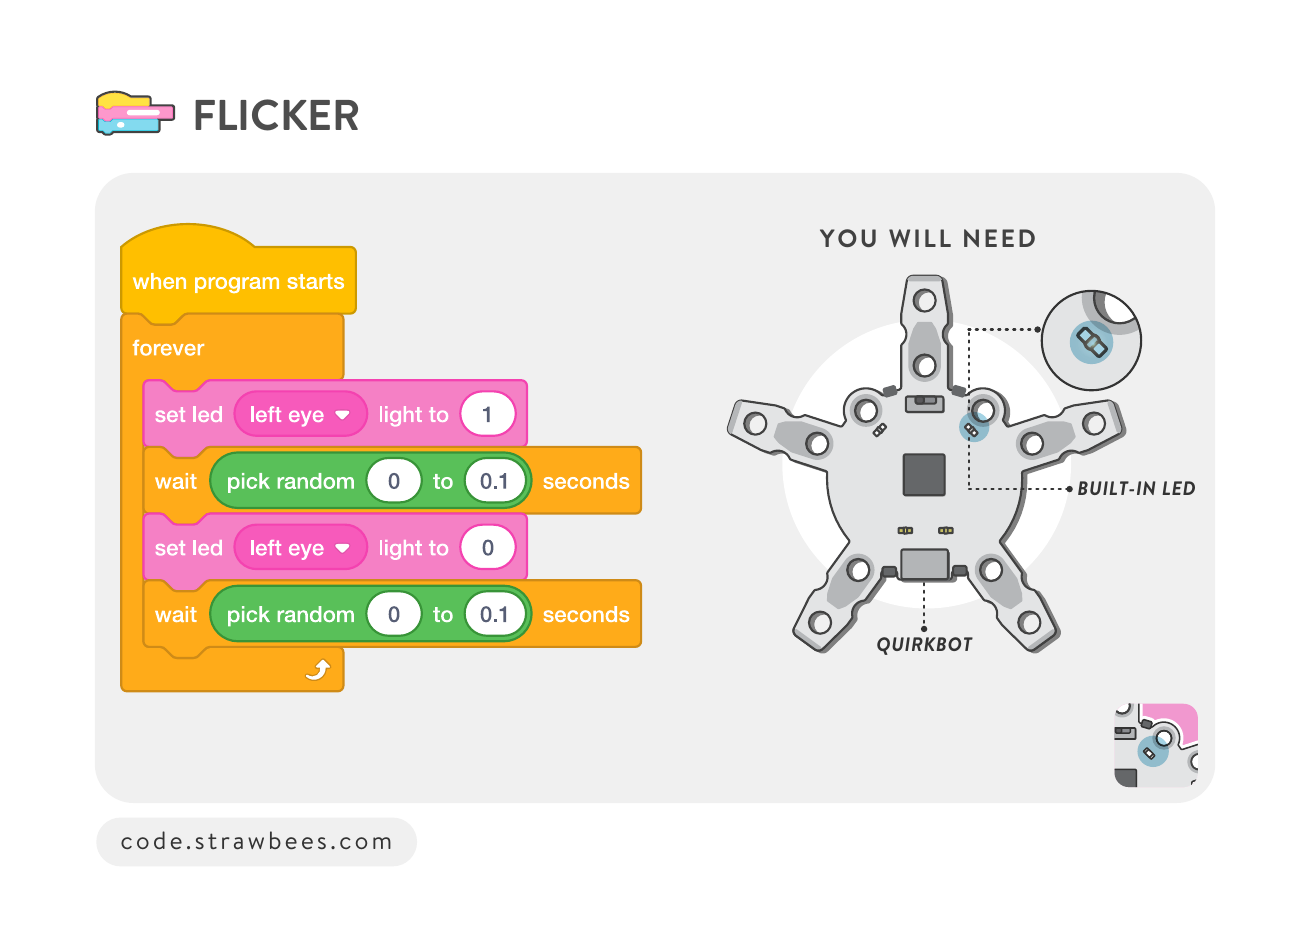 FLICKER
when program starts
forever
set led left eye light to 1
wait pick random 0 to 0.1 seconds
set led left eye light to 0
wait pick random 0 to 0.1 seconds
YOU WILL NEED
BUILT-IN LED
QUIRKBOT
code.strawbees.com